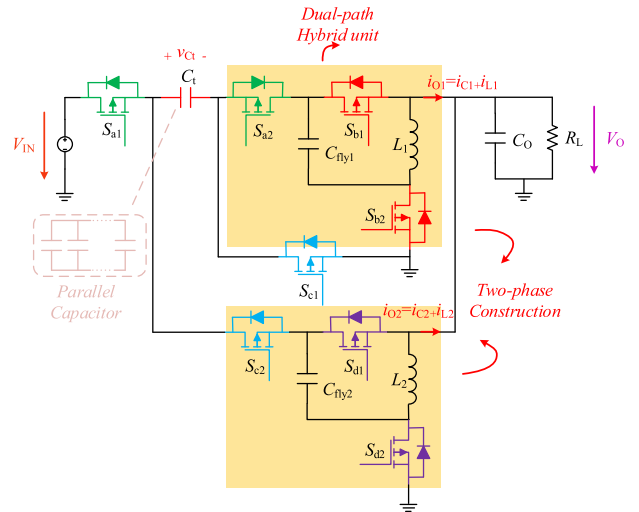 Dual-path
Hybrid unit
+ vCt -
Ct
iO1=iC1+iL1
Sa1
Sa2
Sb1
L1
Cfly1
CO
RL
VO
VIN
Sb2
Sc1
Parallel
Capacitor
Two-phase
Construction
iO2=iC2+iL2
Sc2
Sd1
L2
Cfly2
Sd2